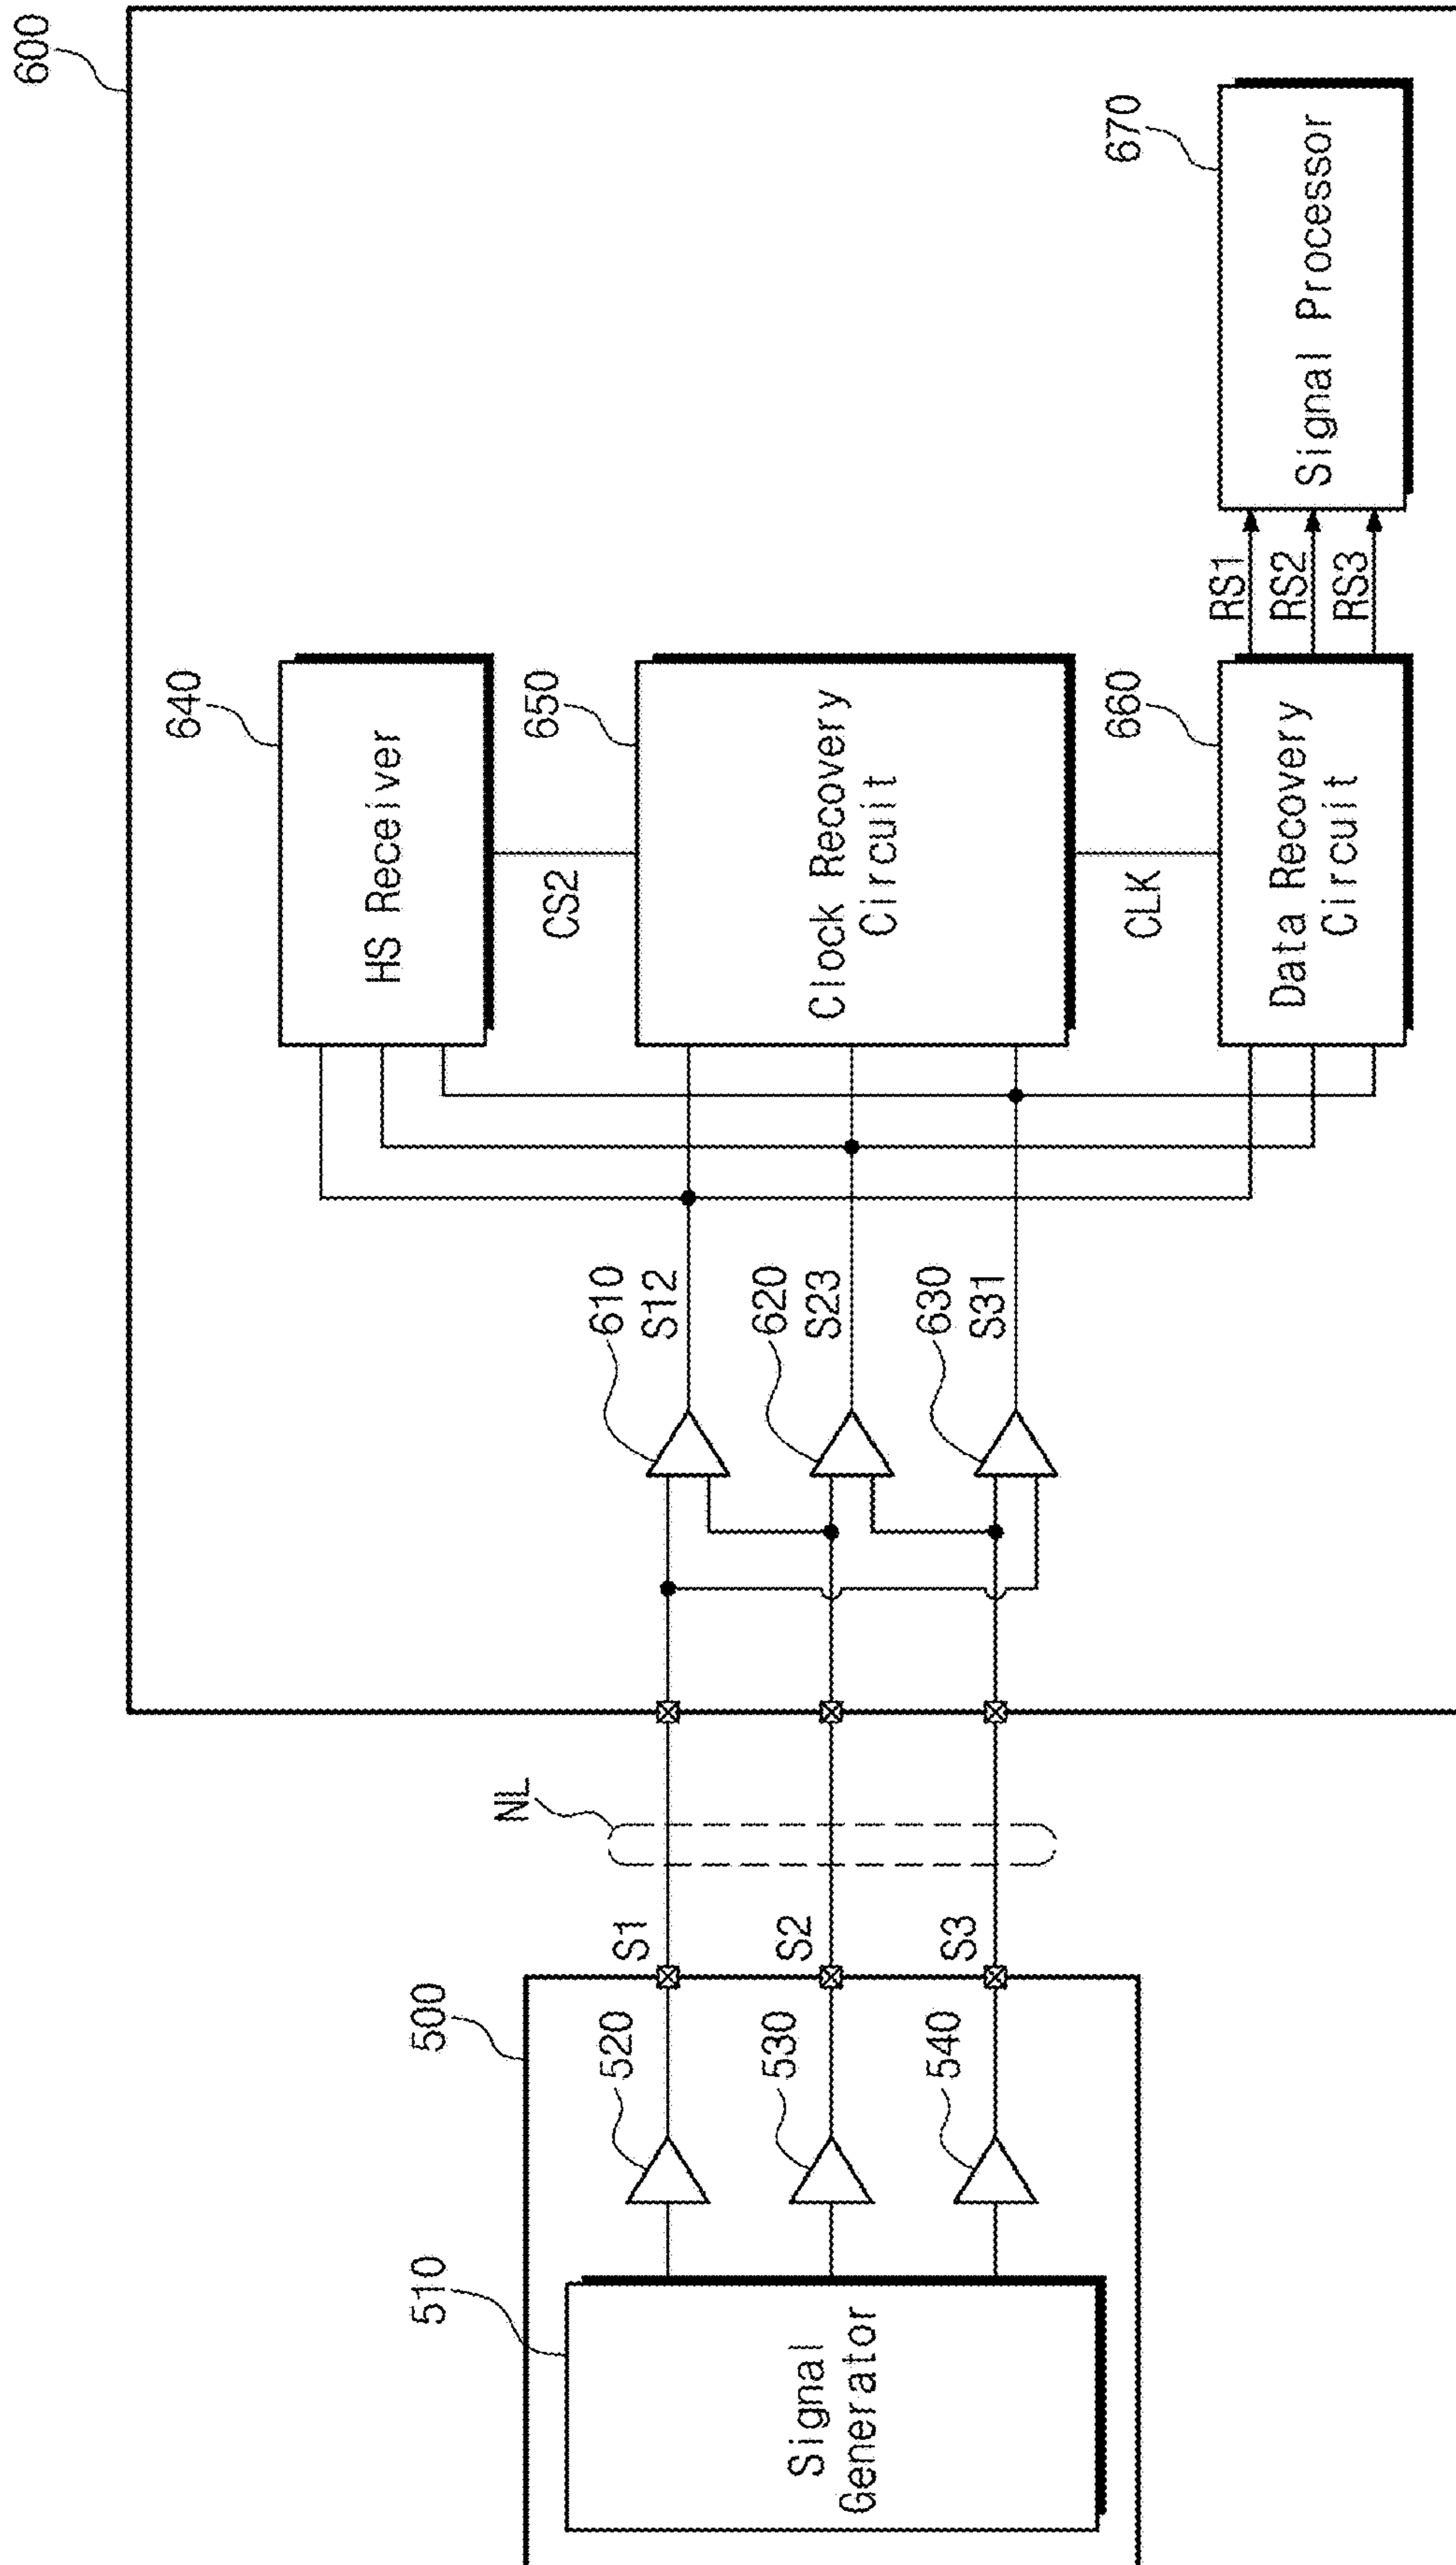 600
640
HS Receiver
CS2
650
Clock Recovery
Circuit
CLK
660
Data Recovery
Circuit
RS1
RS2
RS3
670
Signal Processor
610
S12
620
S23
630
S31
NL
500
S1
S2
S3
520
530
540
510
Signal
Generator